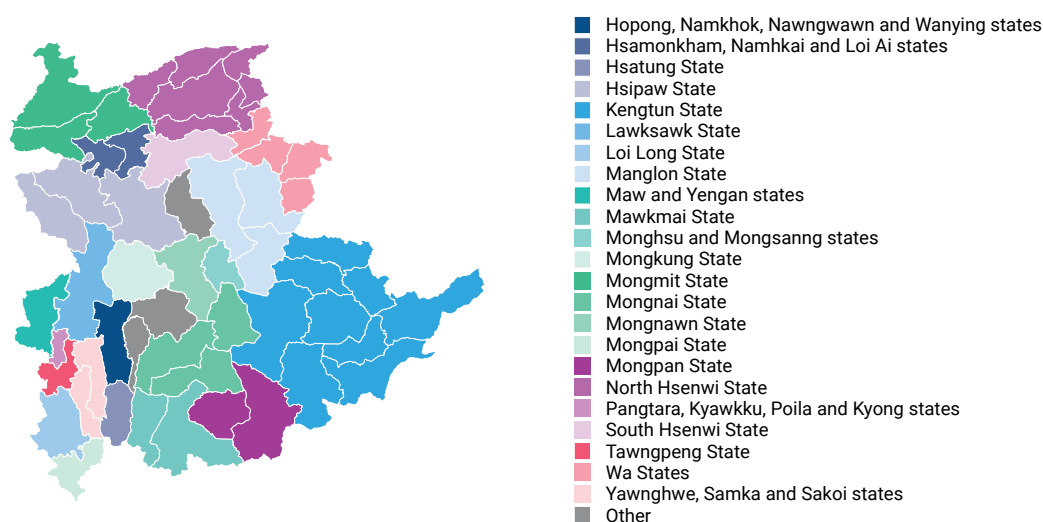 Hopong, Namkhok, Nawngwawn and Wanying states
Hsamonkham, Namhkai and Loi Ai states
Hsatung State
Hsipaw State
Kengtun State
Lawksawk State
Loi Long State
Manglon State
Maw and Yengan states
Mawkmai State
Monghsu and Mongsanng states
Mongkung State
Mongmit State
Mongnai State
Mongnawn State
Mongpai State
Mongpan State
North Hsenwi State
Pangtara, Kyawkku, Poila and Kyong states
South Hsenwi State
Tawngpeng State
Wa States
Yawnghwe, Samka and Sakoi states
Other